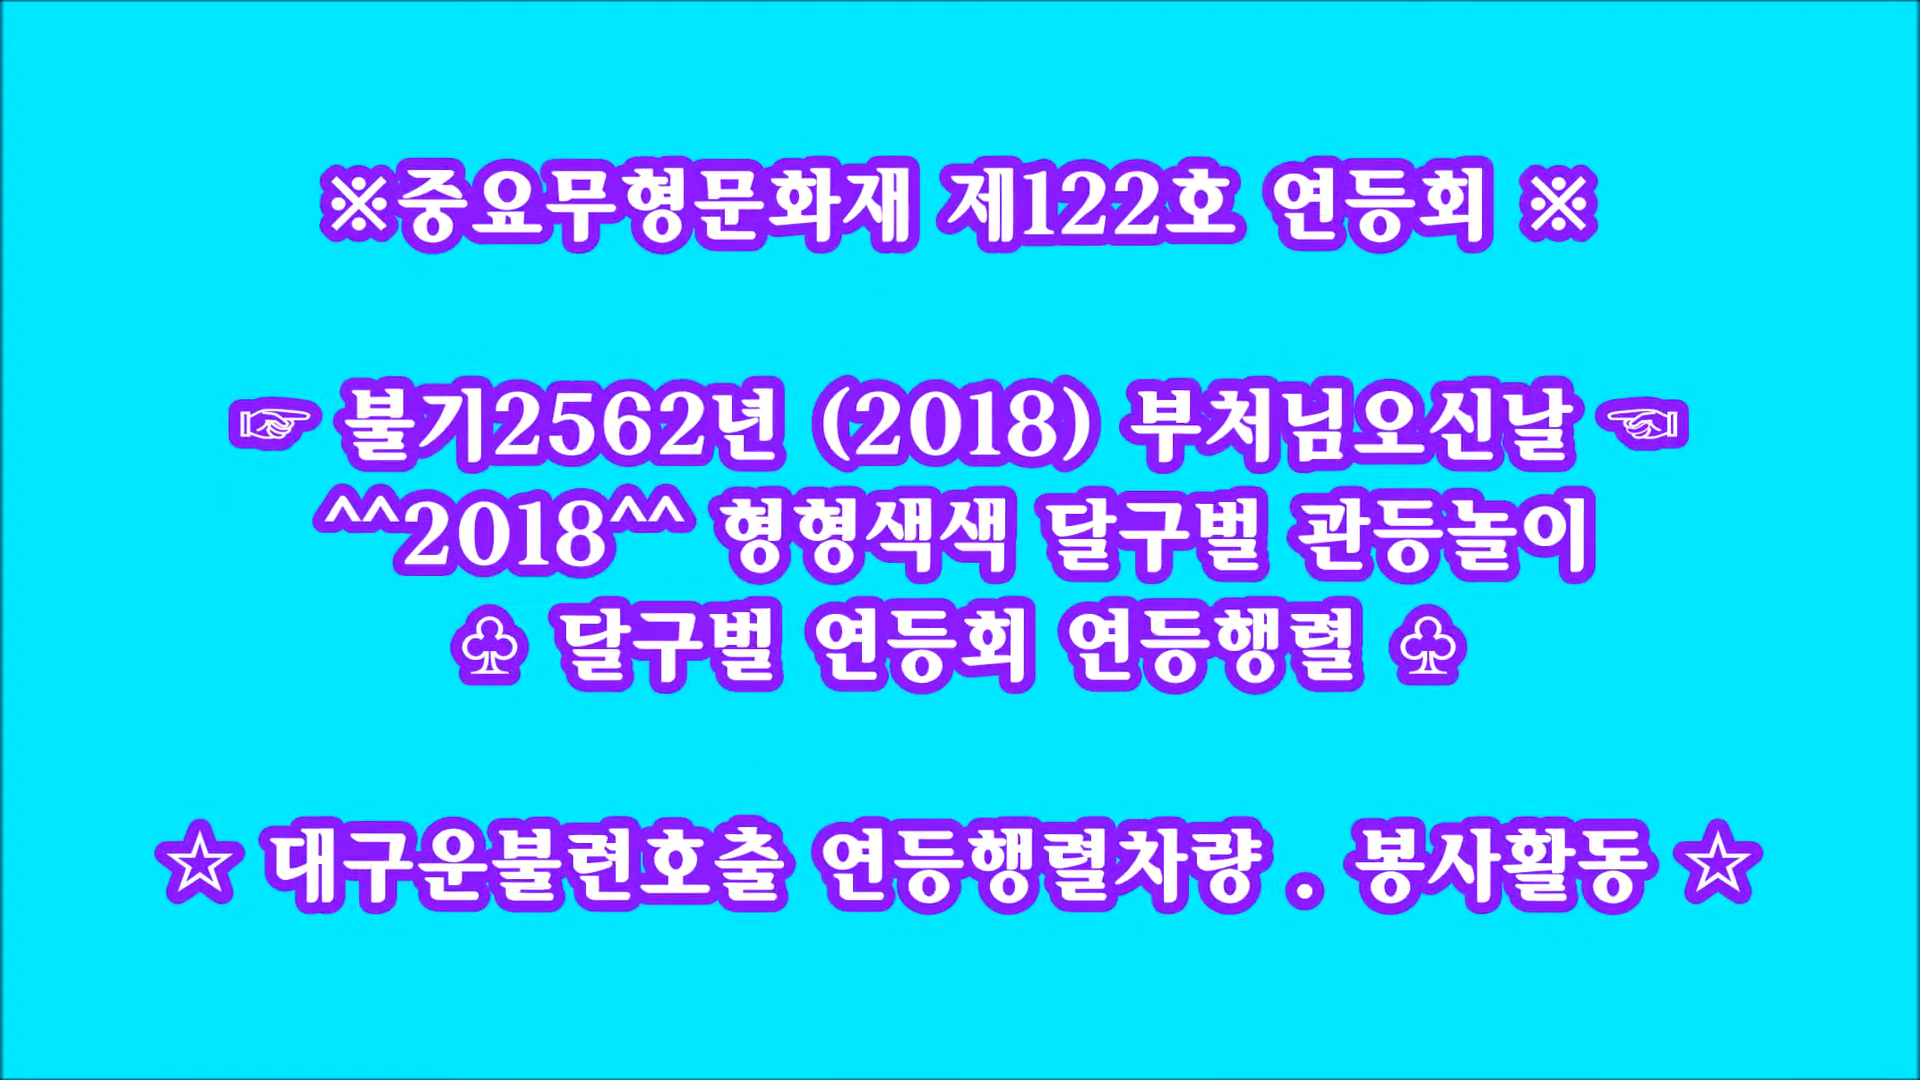 ※중요무형문화재 제122호 연등회 ※
☞ 불기2562년 (2018) 부처님오신날 ☜
^^2018^^ 형형색색 달구벌 관등놀이
♧ 달구벌 연등회 연등행렬 ♧
☆ 대구운불련호출 연등행렬차량 . 봉사활동 ☆